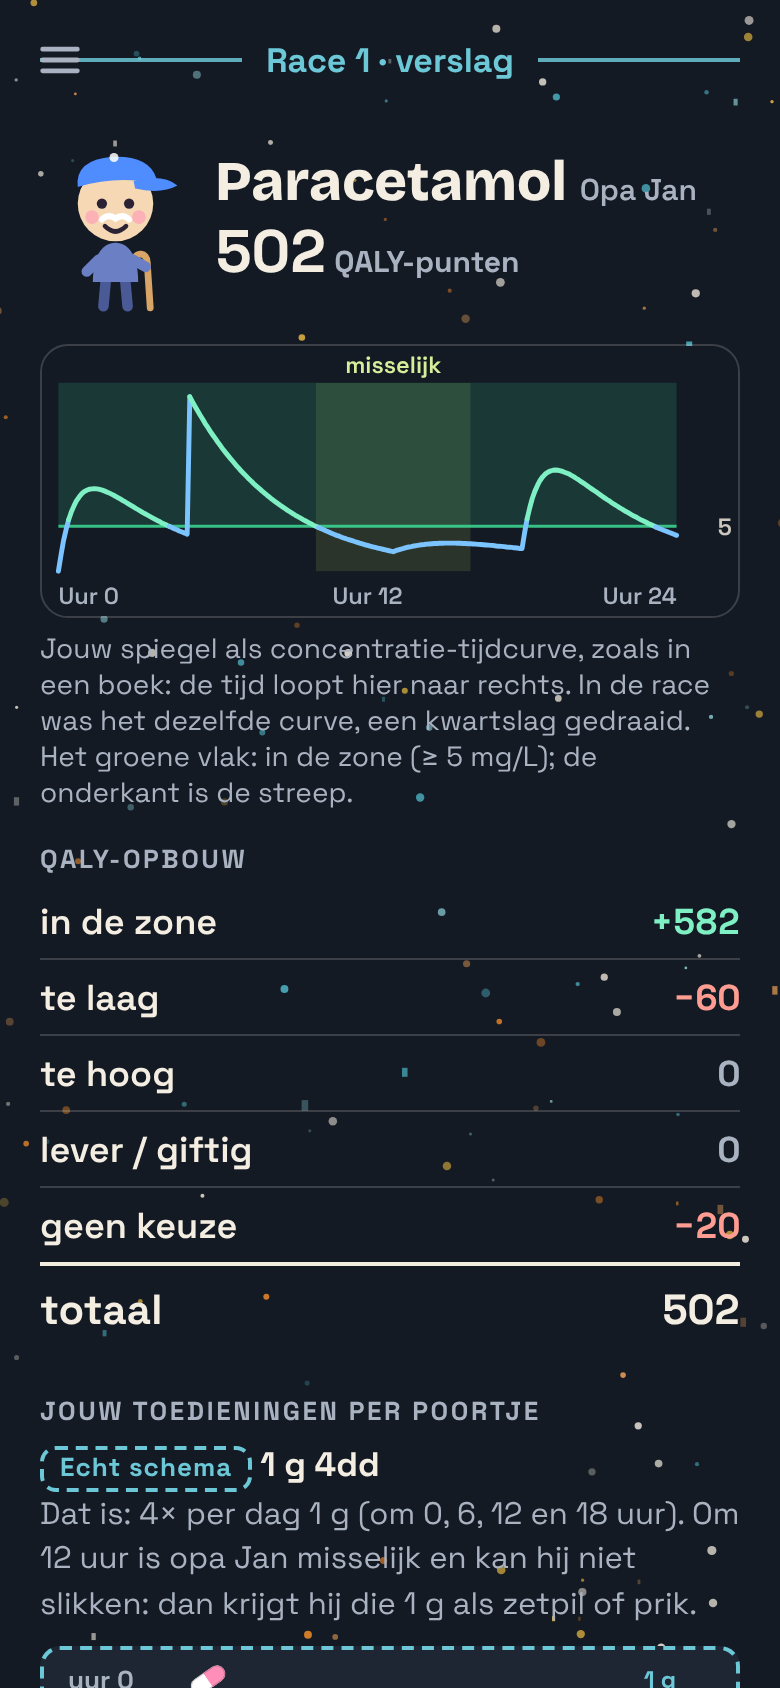 Race 1 · verslag
Paracetamol Opa Jan
502 QALY-punten
misselijk
5
Uur 0 Uur 12 Uur 24
Jouw spiegel als concentratie-tijdcurve, zoals in
een boek: de tijd loopt hier naar rechts. In de race
was het dezelfde curve, een kwartslag gedraaid.
Het groene vlak: in de zone (≥ 5 mg/L); de
onderkant is de streep.
QALY-OPBOUW
in de zone +582
te laag −60
te hoog 0
lever / giftig 0
geen keuze −20
totaal 502
JOUW TOEDIENINGEN PER POORTJE
Echt schema 1 g 4dd
Dat is: 4× per dag 1 g (om 0, 6, 12 en 18 uur). Om
12 uur is opa Jan misselijk en kan hij niet
slikken: dan krijgt hij die 1 g als zetpil of prik.
uur 0 1 g